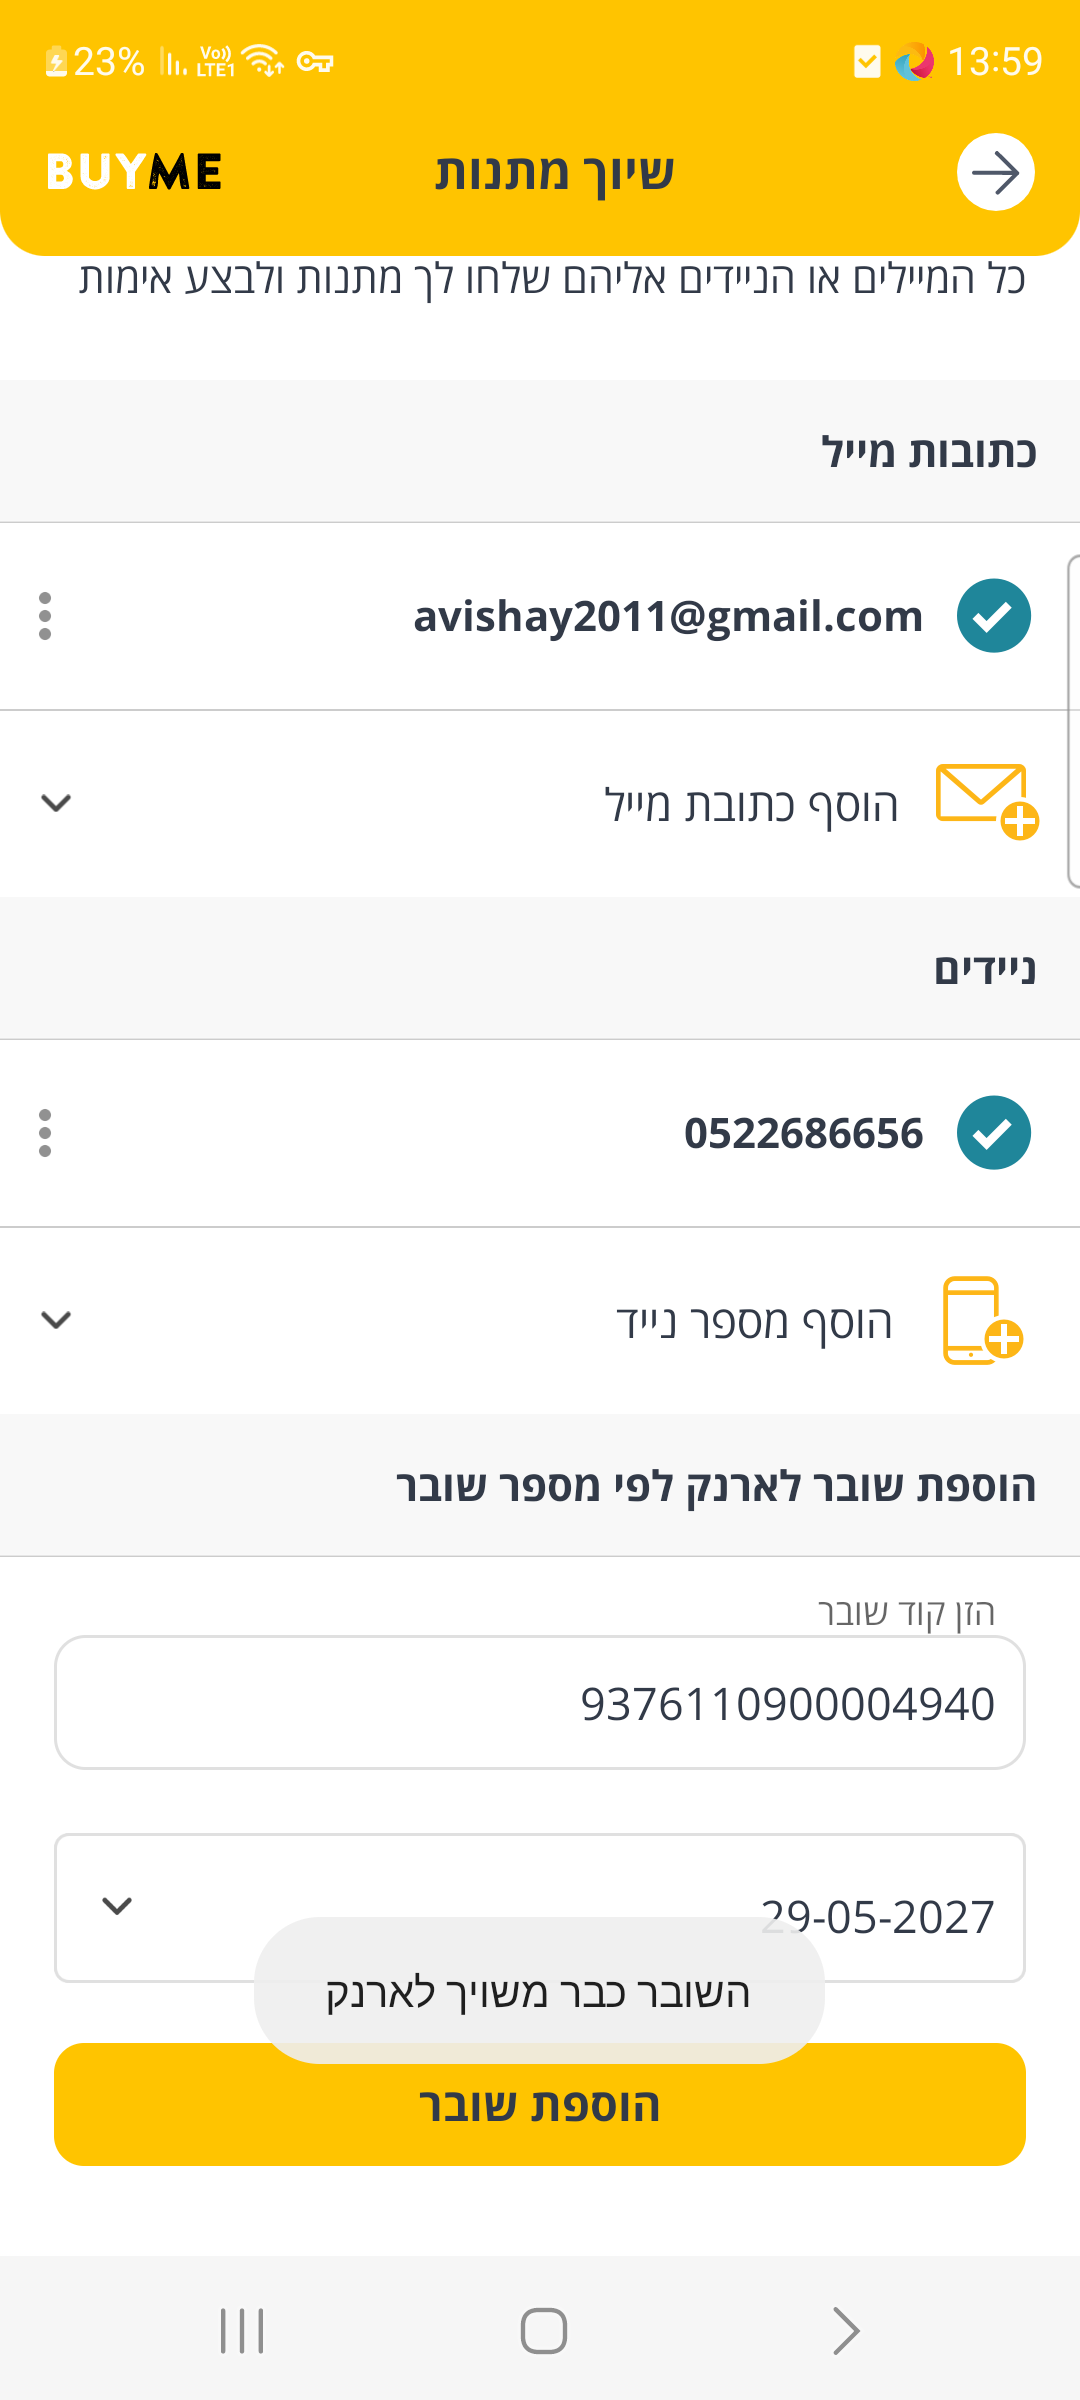 23% Vo)) LTE1 13:59
שיוך מתנות BUYME
כל המיילים או הניידים אליהם שלחו לך מתנות ולבצע אימות
כתובות מייל
avishay2011@gmail.com
הוסף כתובת מייל
ניידים
0522686656
הוסף מספר נייד
הוספת שובר לארנק לפי מספר שובר
הזן קוד שובר
9376110900004940
29-05-2027
השובר כבר משויך לארנק
הוספת שובר